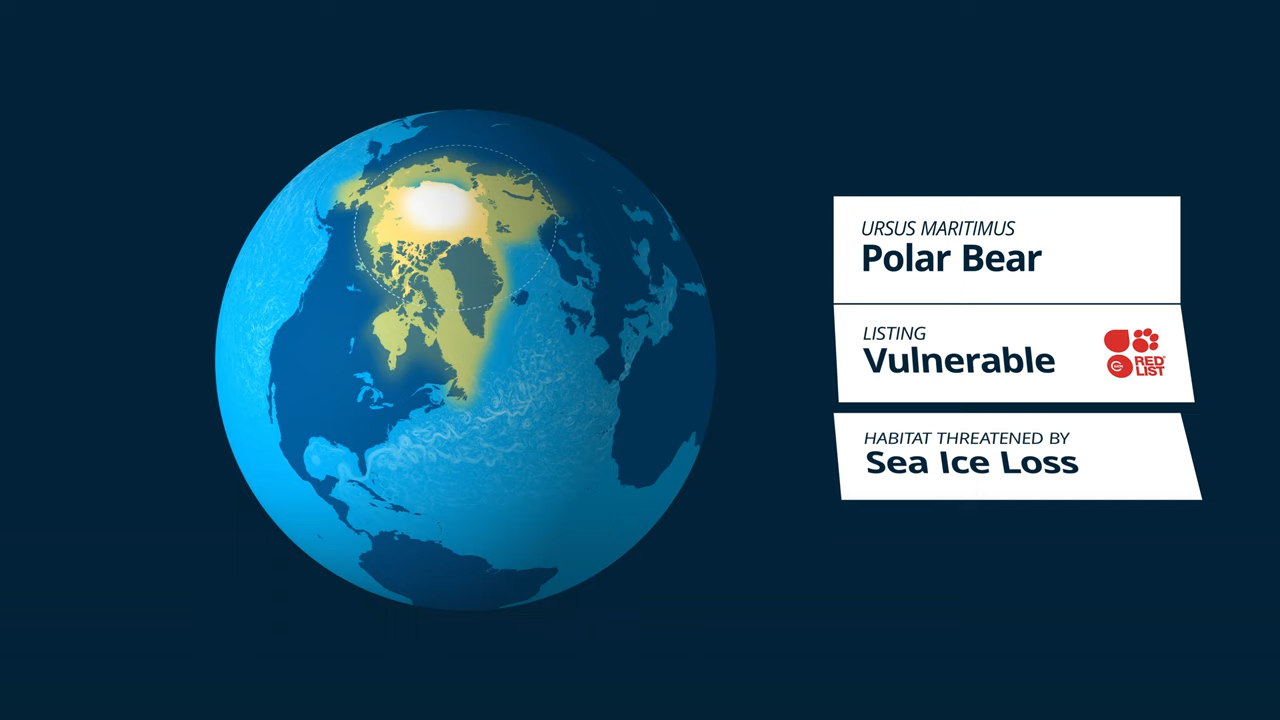 URSUS MARITIMUS
Polar Bear
LISTING
Vulnerable
RED
LIST
HABITAT THREATENED BY
Sea Ice Loss